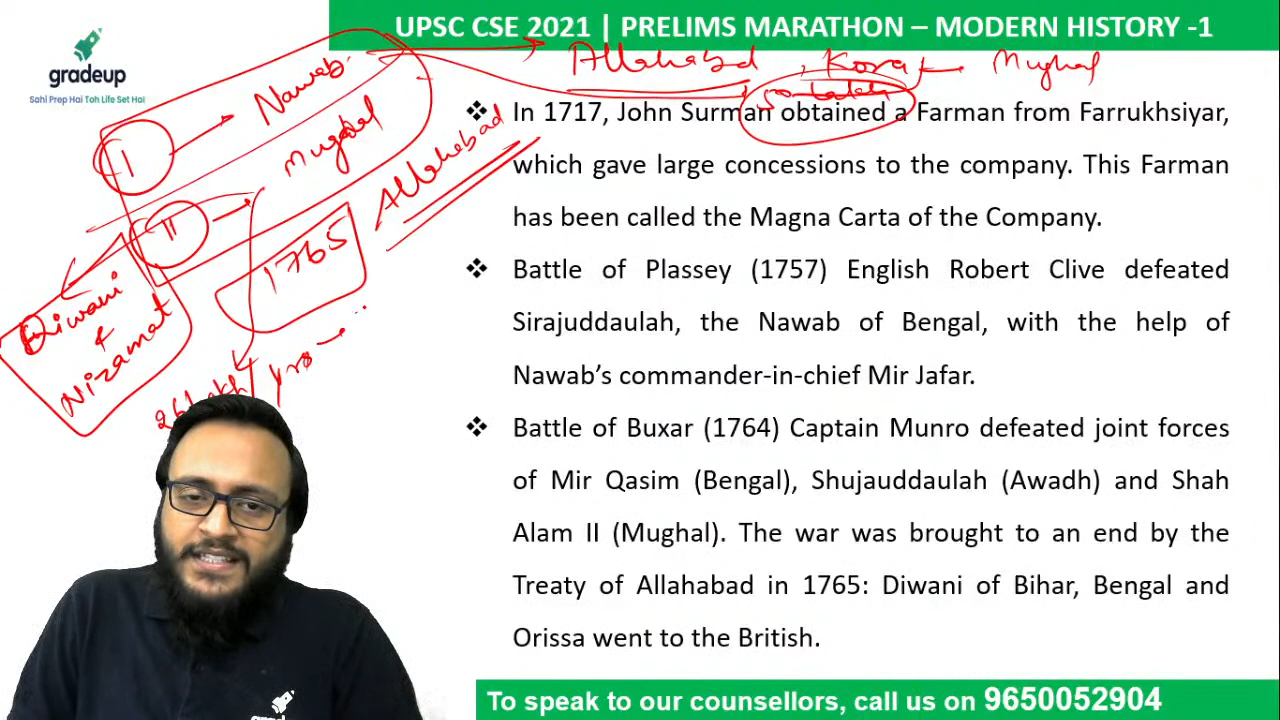 UPSC CSE 2021 | PRELIMS MARATHON – MODERN HISTORY -1
gradeup
Sahi Prep Hai Toh Life Set Hai
Allahabad, Kora Mughal
50 lakh
I Nawab
Mughal
II
Allahabad
1765
Diwani
&
Nizamat
26 lakh/yrs
❖ In 1717, John Surman obtained a Farman from Farrukhsiyar,
which gave large concessions to the company. This Farman
has been called the Magna Carta of the Company.
❖ Battle of Plassey (1757) English Robert Clive defeated
Sirajuddaulah, the Nawab of Bengal, with the help of
Nawab’s commander-in-chief Mir Jafar.
❖ Battle of Buxar (1764) Captain Munro defeated joint forces
of Mir Qasim (Bengal), Shujauddaulah (Awadh) and Shah
Alam II (Mughal). The war was brought to an end by the
Treaty of Allahabad in 1765: Diwani of Bihar, Bengal and
Orissa went to the British.
To speak to our counsellors, call us on 9650052904